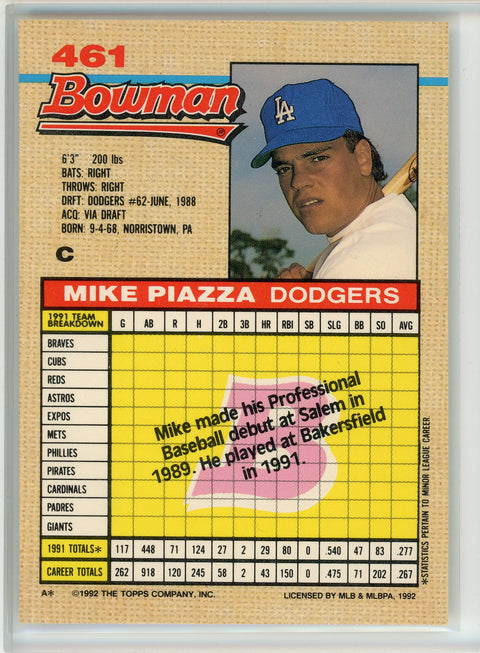 461
Bowman
®
LA
6'3" 200 lbs
BATS: RIGHT
THROWS: RIGHT
DRFT: DODGERS #62-JUNE, 1988
ACQ: VIA DRAFT
BORN: 9-4-68, NORRISTOWN, PA
C
MIKE PIAZZA DODGERS
1991 TEAM BREAKDOWN G AB R H 2B 3B HR RBI SB SLG BB SO AVG
BRAVES
CUBS
REDS
ASTROS
EXPOS
METS
PHILLIES
PIRATES
CARDINALS
PADRES
GIANTS
B
Mike made his Professional
Baseball debut at Salem in
1989. He played at Bakersfield
in 1991.
1991 TOTALS* 117 448 71 124 27 2 29 80 0 .540 47 83 .277
CAREER TOTALS 262 918 120 245 58 2 43 150 0 .475 71 202 .267
*STATISTICS PERTAIN TO MINOR LEAGUE CAREER
A* ©1992 THE TOPPS COMPANY, INC. LICENSED BY MLB & MLBPA, 1992